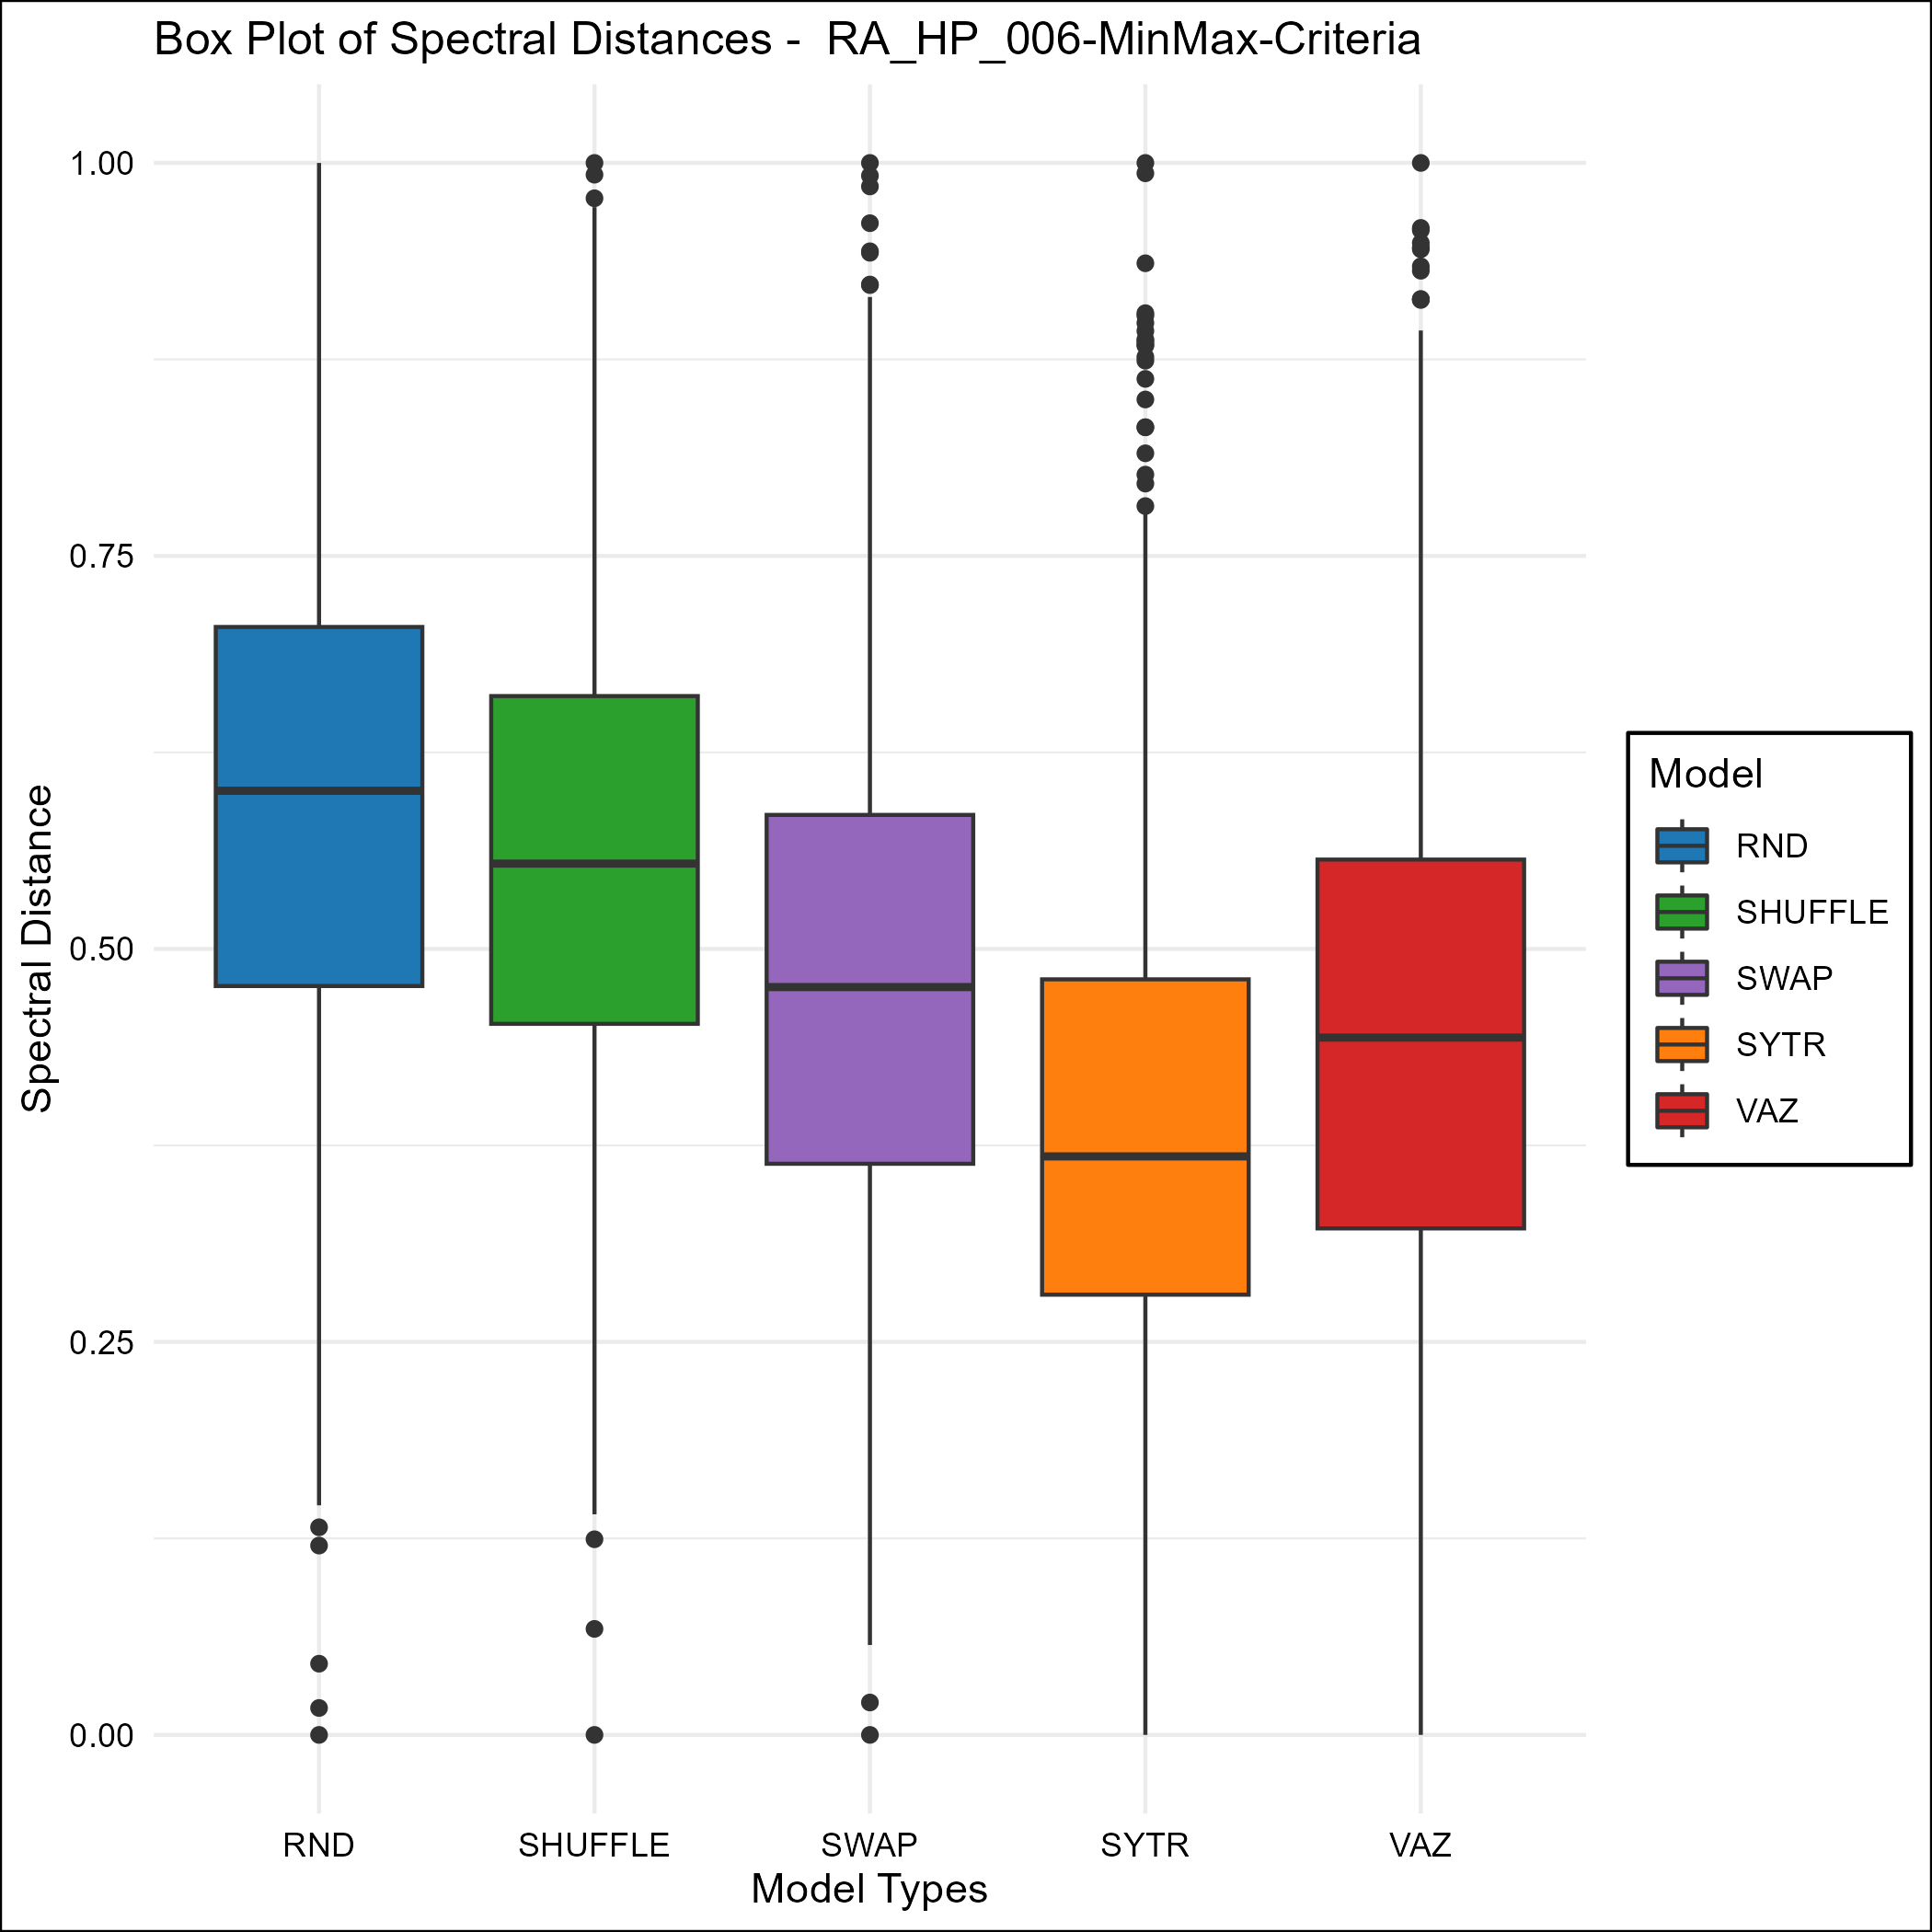 Box Plot of Spectral Distances -  RA_HP_006-MinMax-Criteria
Spectral Distance
1.00
0.75
0.50
0.25
0.00
RND
SHUFFLE
SWAP
SYTR
VAZ
Model Types
Model
RND
SHUFFLE
SWAP
SYTR
VAZ